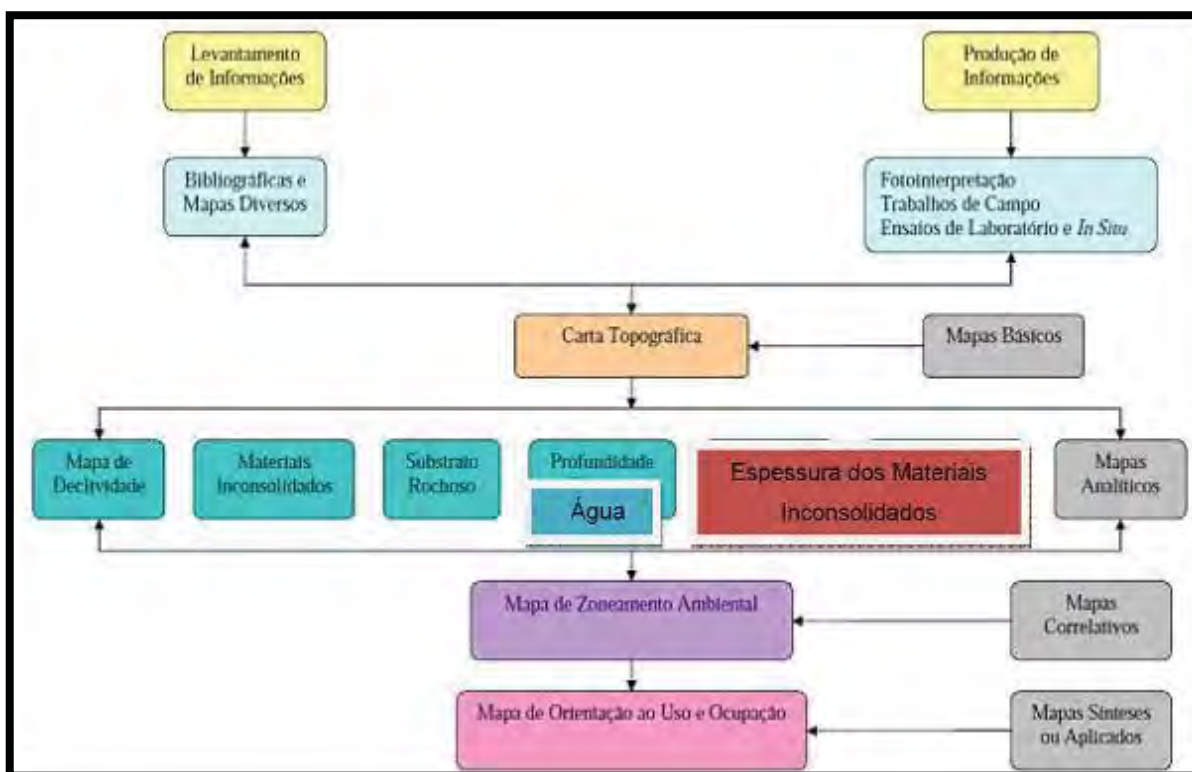 Levantamento
de Informações
Produção de
Informações
Bibliográficas e
Mapas Diversos
Fotointerpretação
Trabalhos de Campo
Ensaios de Laboratório e In Situ
Carta Topográfica
Mapas Básicos
Mapa de
Declividade
Materiais
Inconsolidados
Substrato
Rochoso
Profundidade
Água
Espessura dos Materiais
Inconsolidados
Mapas
Analíticos
Mapa de Zoneamento Ambiental
Mapas
Correlativos
Mapa de Orientação ao Uso e Ocupação
Mapas Sínteses
ou Aplicados